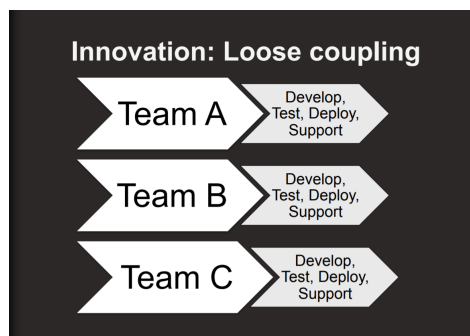 Innovation: Loose coupling
Team A
Develop,
Test, Deploy,
Support
Team B
Develop,
Test, Deploy,
Support
Team C
Develop,
Test, Deploy,
Support